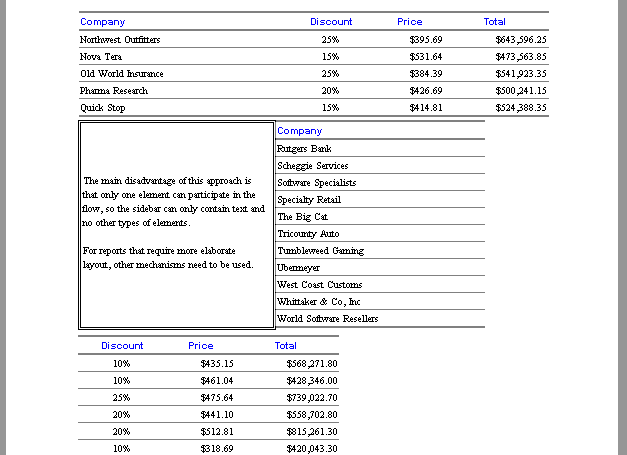 Company Discount Price Total
Northwest Outfitters 25% $395.69 $643,596.25
Nova Tera 15% $531.64 $473,563.85
Old World Insurance 25% $384.39 $541,923.35
Pharma Research 20% $426.69 $500,241.15
Quick Stop 15% $414.81 $524,388.35
The main disadvantage of this approach is
that only one element can participate in the
flow, so the sidebar can only contain text and
no other types of elements.
For reports that require more elaborate
layout, other mechanisms need to be used.
Company
Rutgers Bank
Scheggie Services
Software Specialists
Specialty Retail
The Big Cat
Tricounty Auto
Tumbleweed Gaming
Ubermeyer
West Coast Customs
Whittaker & Co, Inc
World Software Resellers
Discount Price Total
10% $435.15 $568,271.80
10% $461.04 $428,346.00
25% $475.64 $739,022.70
20% $441.10 $558,702.80
20% $512.81 $815,261.30
10% $318.69 $420,043.30